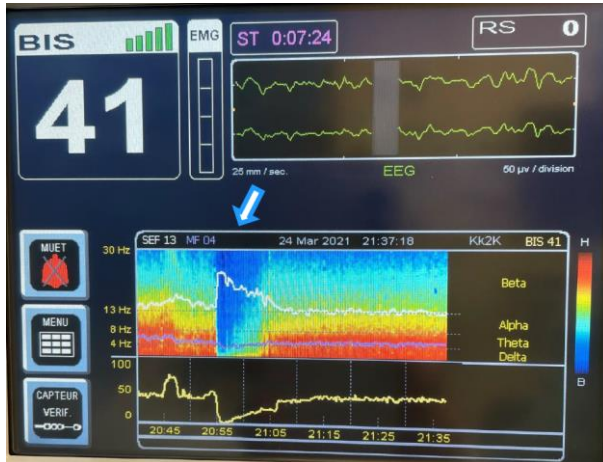 BIS
EMG
ST 0:07:24
RS 0
41
25 mm / sec.
EEG
50 µv / division
MUET
SEF 13 MF 04 24 Mar 2021 21:37:18 Kk2K BIS 41
H
30 Hz
Beta
MENU
13 Hz
Alpha
8 Hz
Theta
4 Hz
Delta
100
B
CAPTEUR
VERIF.
50
0
20:45 20:55 21:05 21:15 21:25 21:35